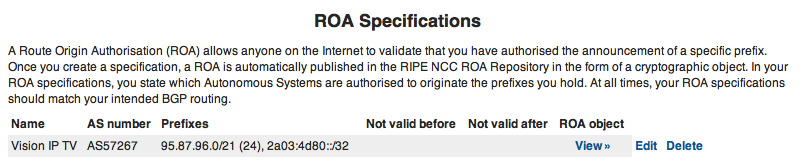 ROA Specifications
A Route Origin Authorisation (ROA) allows anyone on the Internet to validate that you have authorised the announcement of a specific prefix.
Once you create a specification, a ROA is automatically published in the RIPE NCC ROA Repository in the form of a cryptographic object. In your
ROA specifications, you state which Autonomous Systems are authorised to originate the prefixes you hold. At all times, your ROA specifications
should match your intended BGP routing.
Name AS number Prefixes Not valid before Not valid after ROA object
Vision IP TV AS57267 95.87.96.0/21 (24), 2a03:4d80::/32 View » Edit Delete